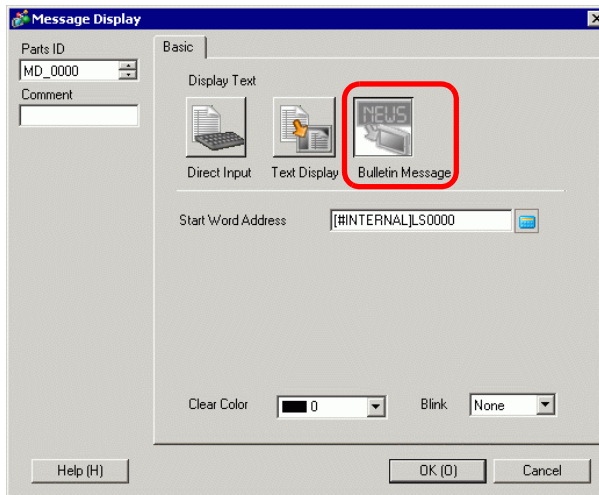 Message Display
Parts ID
MD_0000
Comment
Basic
Display Text
NEWS
Direct Input Text Display Bulletin Message
Start Word Address [#INTERNAL]LS0000
Clear Color 0 Blink None
Help (H) OK (O) Cancel